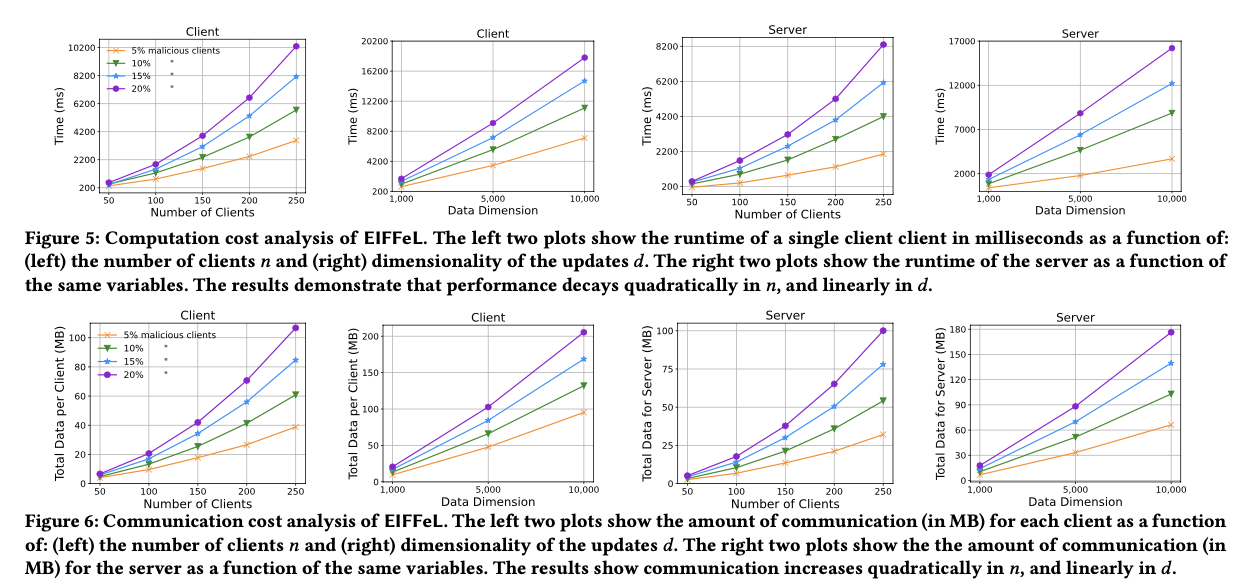 Client
Time (ms)
10200
8200
6200
4200
2200
200
5% malicious clients
10% "
15% "
20% "
50 100 150 200 250
Number of Clients
Client
Time (ms)
20200
16200
12200
8200
4200
200
1,000 5,000 10,000
Data Dimension
Server
Time (ms)
8200
6200
4200
2200
200
50 100 150 200 250
Number of Clients
Server
Time (ms)
17000
12000
7000
2000
1,000 5,000 10,000
Data Dimension
Figure 5: Computation cost analysis of EIFFeL. The left two plots show the runtime of a single client client in milliseconds as a function of:
(left) the number of clients n and (right) dimensionality of the updates d. The right two plots show the runtime of the server as a function of
the same variables. The results demonstrate that performance decays quadratically in n, and linearly in d.
Client
Total Data per Client (MB)
100
80
60
40
20
0
5% malicious clients
10% "
15% "
20% "
50 100 150 200 250
Number of Clients
Client
Total Data per Client (MB)
200
150
100
50
0
1,000 5,000 10,000
Data Dimension
Server
Total Data for Server (MB)
100
75
50
25
0
50 100 150 200 250
Number of Clients
Server
Total Data for Server (MB)
180
150
120
90
60
30
0
1,000 5,000 10,000
Data Dimension
Figure 6: Communication cost analysis of EIFFeL. The left two plots show the amount of communication (in MB) for each client as a function
of: (left) the number of clients n and (right) dimensionality of the updates d. The right two plots show the the amount of communication (in
MB) for the server as a function of the same variables. The results show communication increases quadratically in n, and linearly in d.